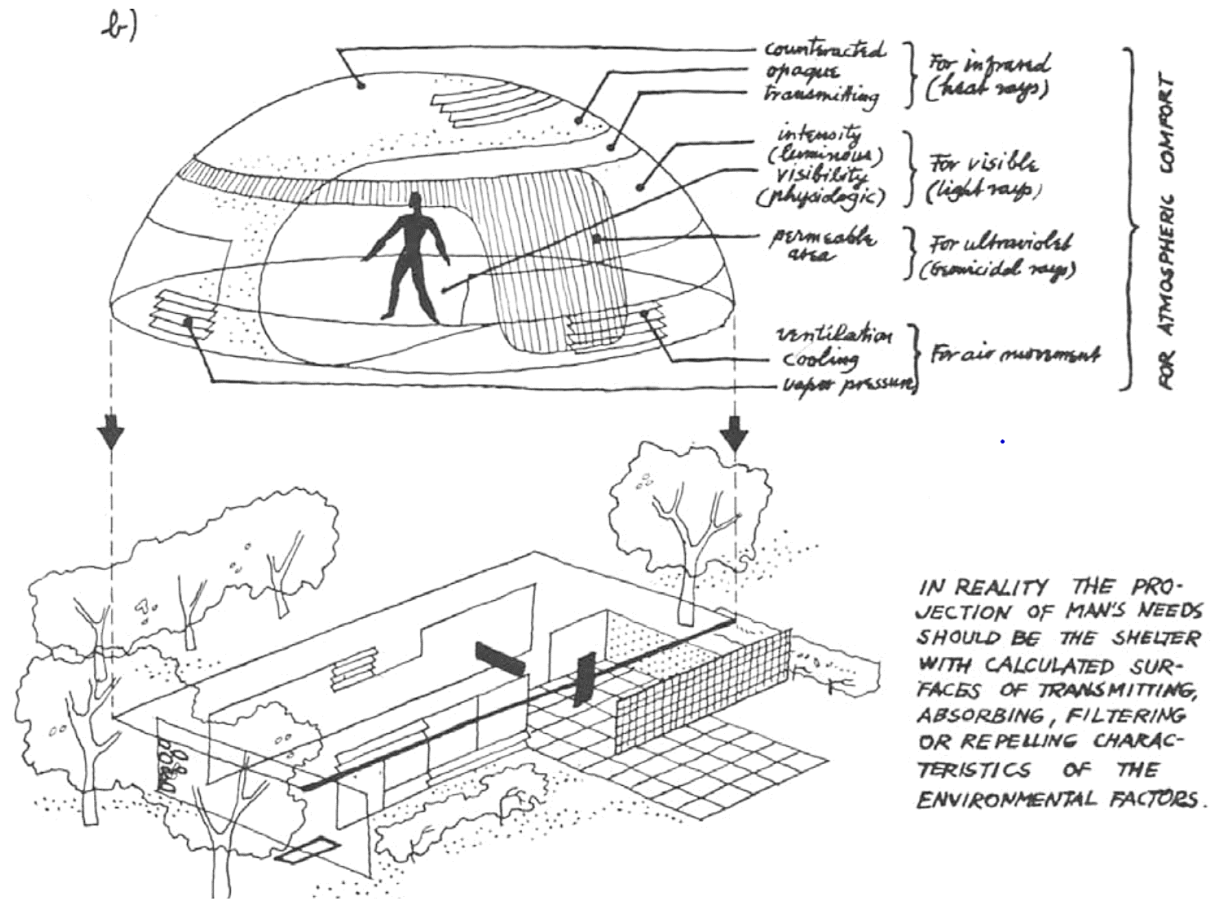 b)
counteracted
opaque
transmitting
For infrared
(heat rays)
intensity
(luminous)
visibility
(physiologic)
For visible
(light rays)
permeable
area
For ultraviolet
(Germicidal rays)
ventilation
cooling
vapor pressure
For air movement
FOR ATMOSPHERIC COMFORT
IN REALITY THE PRO-
JECTION OF MAN'S NEEDS
SHOULD BE THE SHELTER
WITH CALCULATED SUR-
FACES OF TRANSMITTING,
ABSORBING, FILTERING
OR REPELLING CHARAC-
TERISTICS OF THE
ENVIRONMENTAL FACTORS.